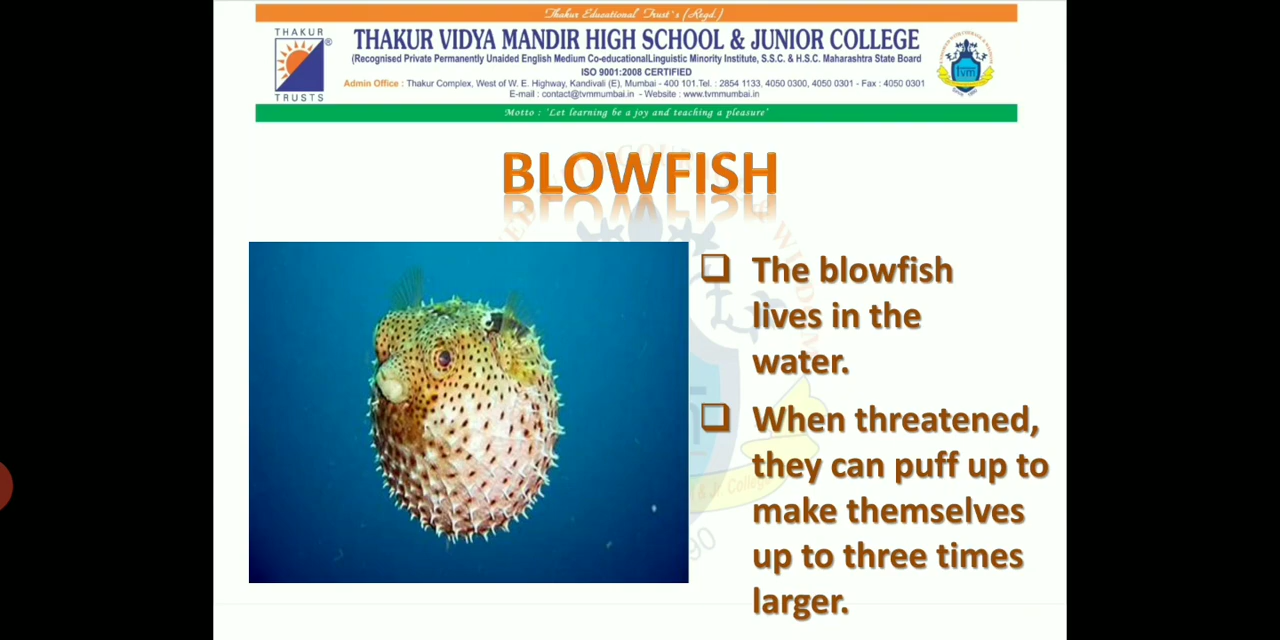 Thakur Educational Trust's (Regd.)
THAKUR
TRUSTS
THAKUR VIDYA MANDIR HIGH SCHOOL & JUNIOR COLLEGE
(Recognised Private Permanently Unaided English Medium Co-educationalLinguistic Minority Institute, S.S.C. & H.S.C. Maharashtra State Board
ISO 9001:2008 CERTIFIED
Admin Office : Thakur Complex, West of W. E. Highway, Kandivali (E), Mumbai - 400 101.Tel. : 2854 1133, 4050 0300, 4050 0301 - Fax : 4050 0301
E-mail : contact@tvmmumbai.in - Website : www.tvmmumbai.in
tvm
Motto : 'Let learning be a joy and teaching a pleasure'
BLOWFISH
The blowfish
lives in the
water.
When threatened,
they can puff up to
make themselves
up to three times
larger.